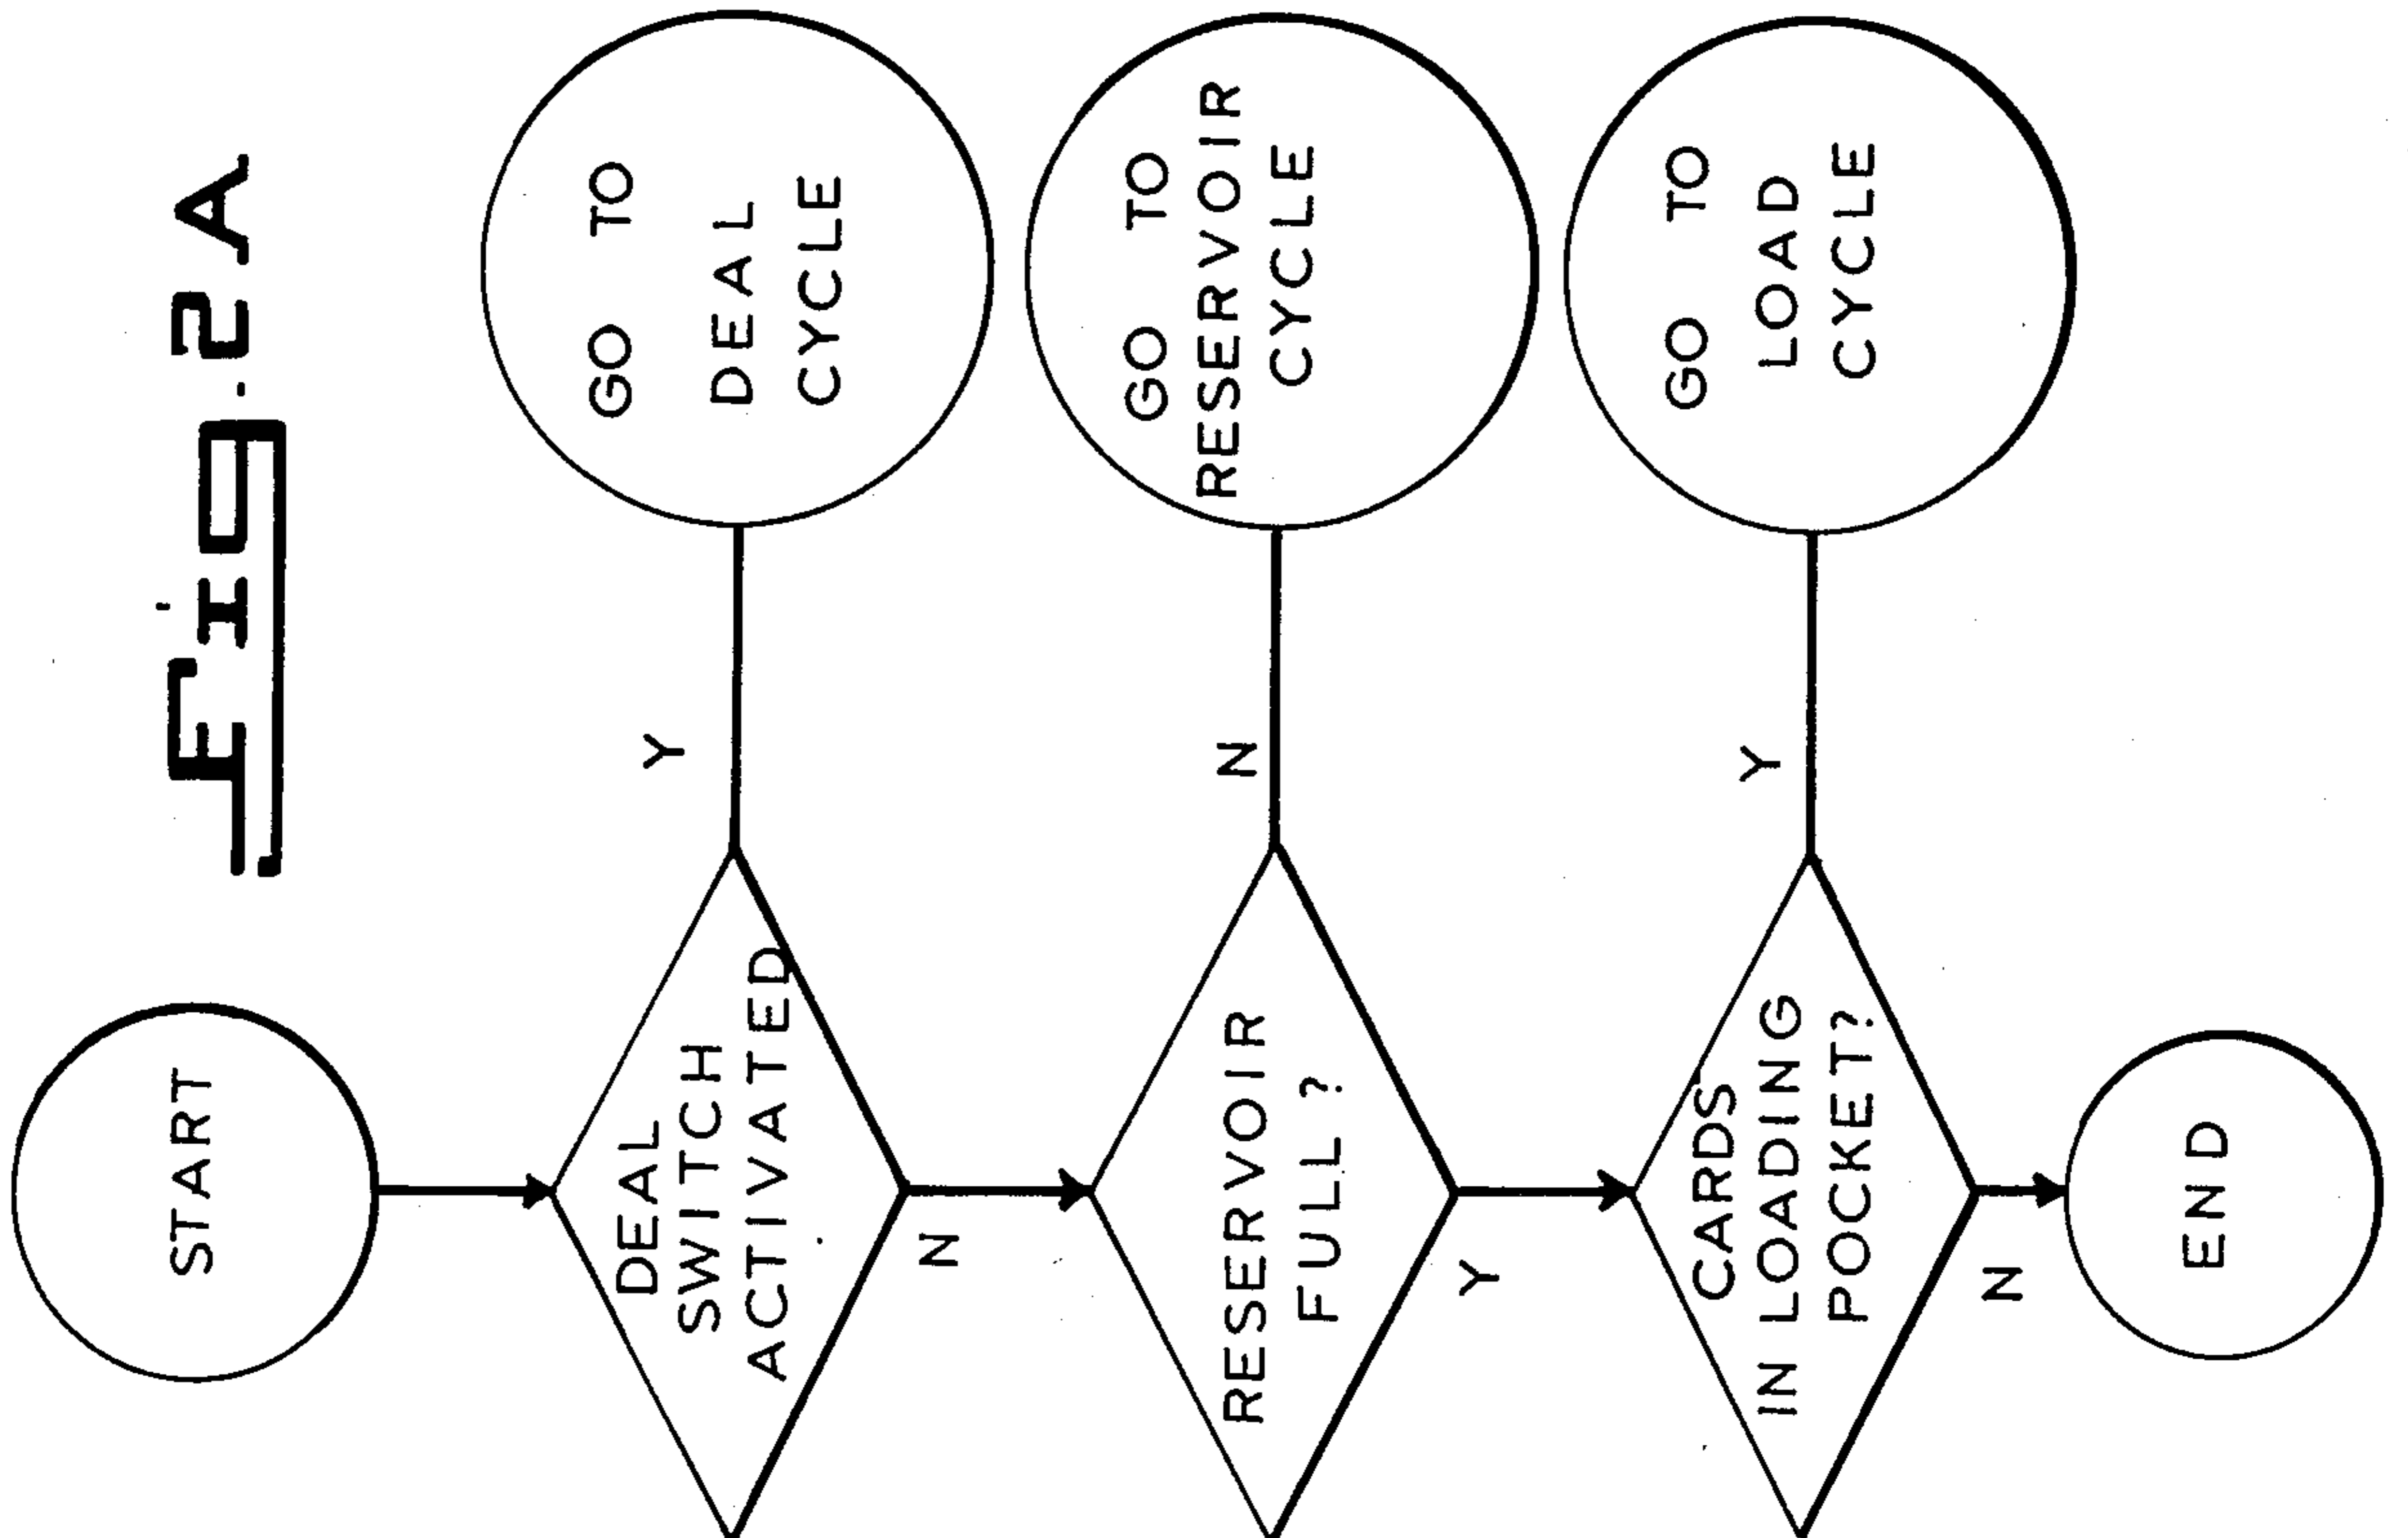 Fig. 2A
START
DEAL
SWITCH
ACTIVATED
Y
GO TO
DEAL
CYCLE
N
RESERVOIR
FULL ?
N
GO TO
RESERVOIR
CYCLE
Y
CARDS
IN LOADING
POCKET?
Y
GO TO
LOAD
CYCLE
N
END